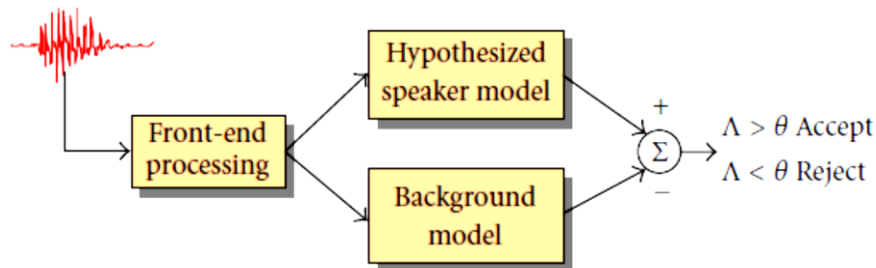 Front-end
processing
Hypothesized
speaker model
Background
model
+
Σ
−
Λ > θ Accept
Λ < θ Reject